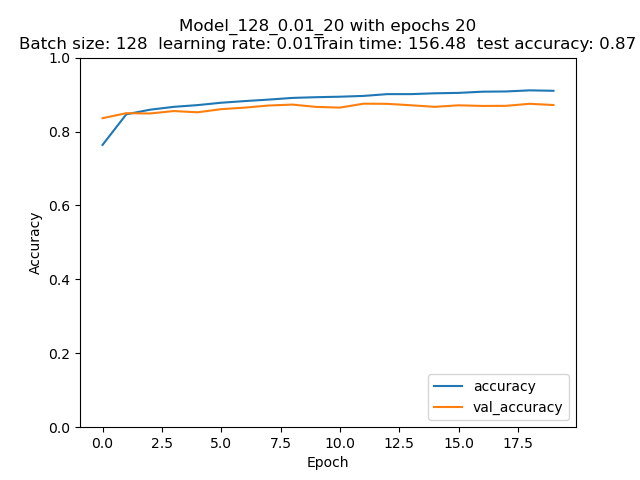 Model_128_0.01_20 with epochs 20
Batch size: 128  learning rate: 0.01Train time: 156.48  test accuracy: 0.87
1.0
0.8
0.6
0.4
0.2
0.0
Accuracy
accuracy
val_accuracy
0.0 2.5 5.0 7.5 10.0 12.5 15.0 17.5
Epoch